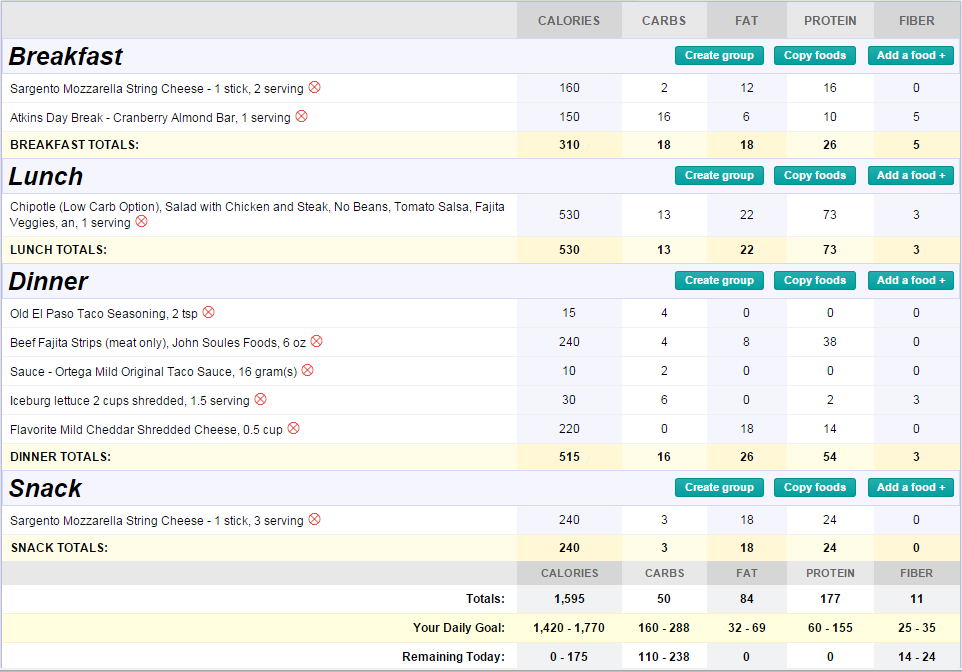 CALORIES CARBS FAT PROTEIN FIBER
Breakfast Create group Copy foods Add a food +
Sargento Mozzarella String Cheese - 1 stick, 2 serving 160 2 12 16 0
Atkins Day Break - Cranberry Almond Bar, 1 serving 150 16 6 10 5
BREAKFAST TOTALS: 310 18 18 26 5
Lunch Create group Copy foods Add a food +
Chipotle (Low Carb Option), Salad with Chicken and Steak, No Beans, Tomato Salsa, Fajita
Veggies, an, 1 serving 530 13 22 73 3
LUNCH TOTALS: 530 13 22 73 3
Dinner Create group Copy foods Add a food +
Old El Paso Taco Seasoning, 2 tsp 15 4 0 0 0
Beef Fajita Strips (meat only), John Soules Foods, 6 oz 240 4 8 38 0
Sauce - Ortega Mild Original Taco Sauce, 16 gram(s) 10 2 0 0 0
Iceburg lettuce 2 cups shredded, 1.5 serving 30 6 0 2 3
Flavorite Mild Cheddar Shredded Cheese, 0.5 cup 220 0 18 14 0
DINNER TOTALS: 515 16 26 54 3
Snack Create group Copy foods Add a food +
Sargento Mozzarella String Cheese - 1 stick, 3 serving 240 3 18 24 0
SNACK TOTALS: 240 3 18 24 0
CALORIES CARBS FAT PROTEIN FIBER
Totals: 1,595 50 84 177 11
Your Daily Goal: 1,420 - 1,770 160 - 288 32 - 69 60 - 155 25 - 35
Remaining Today: 0 - 175 110 - 238 0 0 14 - 24